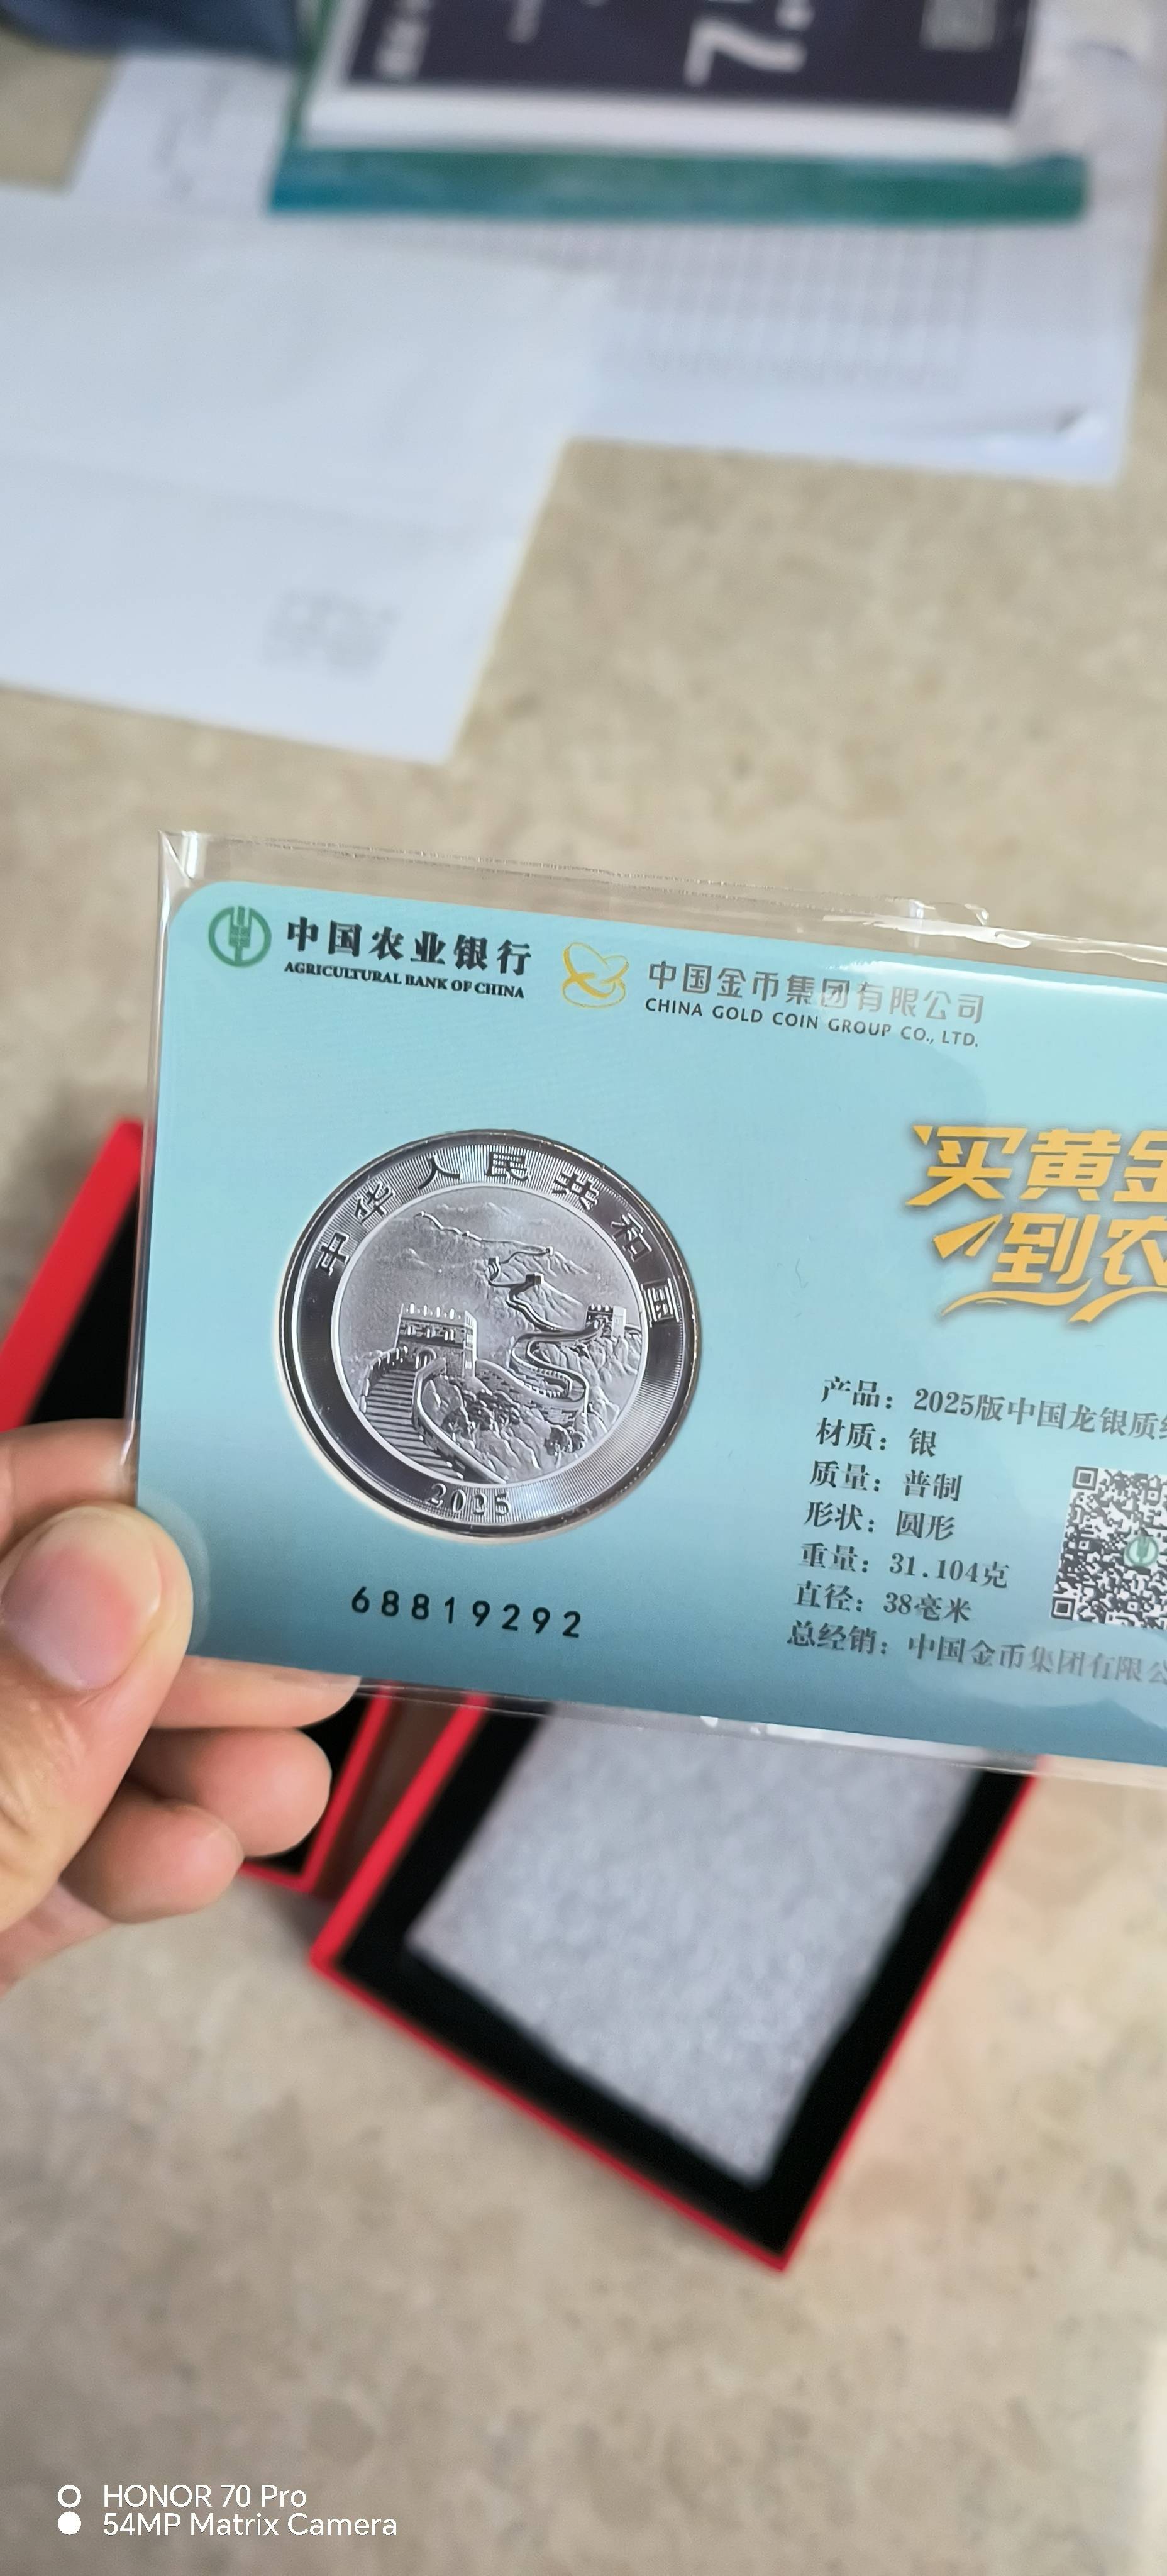 中国农业银行
AGRICULTURAL BANK OF CHINA
中国金币集团有限公司
CHINA GOLD COIN GROUP CO., LTD.
中华人民共和国
2025
68819292
买黄金
到农
产品：2025版中国龙银质
材质：银
质量：普制
形状：圆形
重量：31.104克
直径：38毫米
总经销：中国金币集团有限公
HONOR 70 Pro
54MP Matrix Camera